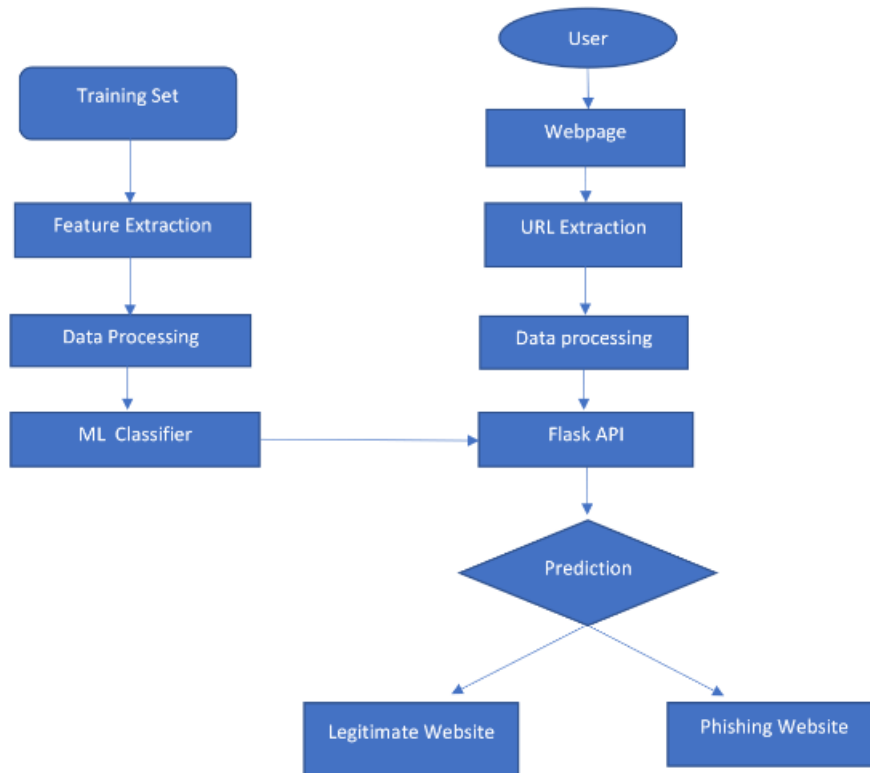 User
Training Set
Webpage
Feature Extraction
URL Extraction
Data Processing
Data processing
ML Classifier
Flask API
Prediction
Legitimate Website
Phishing Website